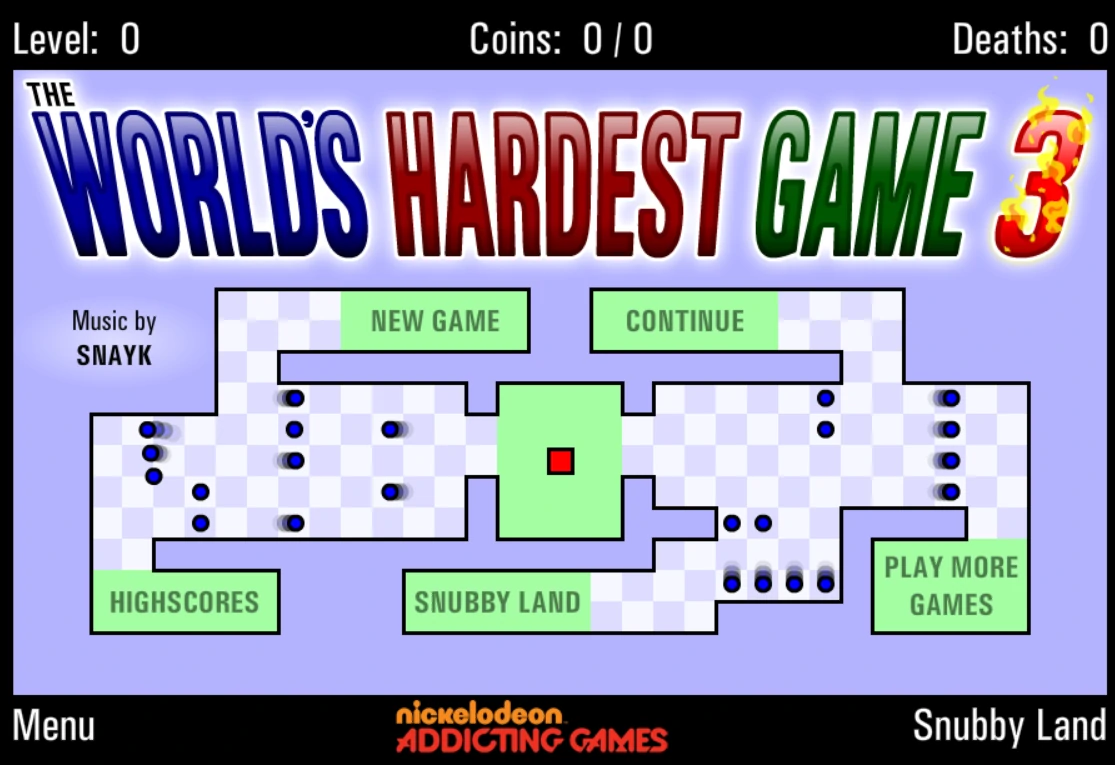 Level: 0
Coins: 0 / 0
Deaths: 0
THE
WORLD'S HARDEST GAME 3
Music by
SNAYK
NEW GAME
CONTINUE
HIGHSCORES
SNUBBY LAND
PLAY MORE
GAMES
Menu
nickelodeon
ADDICTING GAMES
Snubby Land